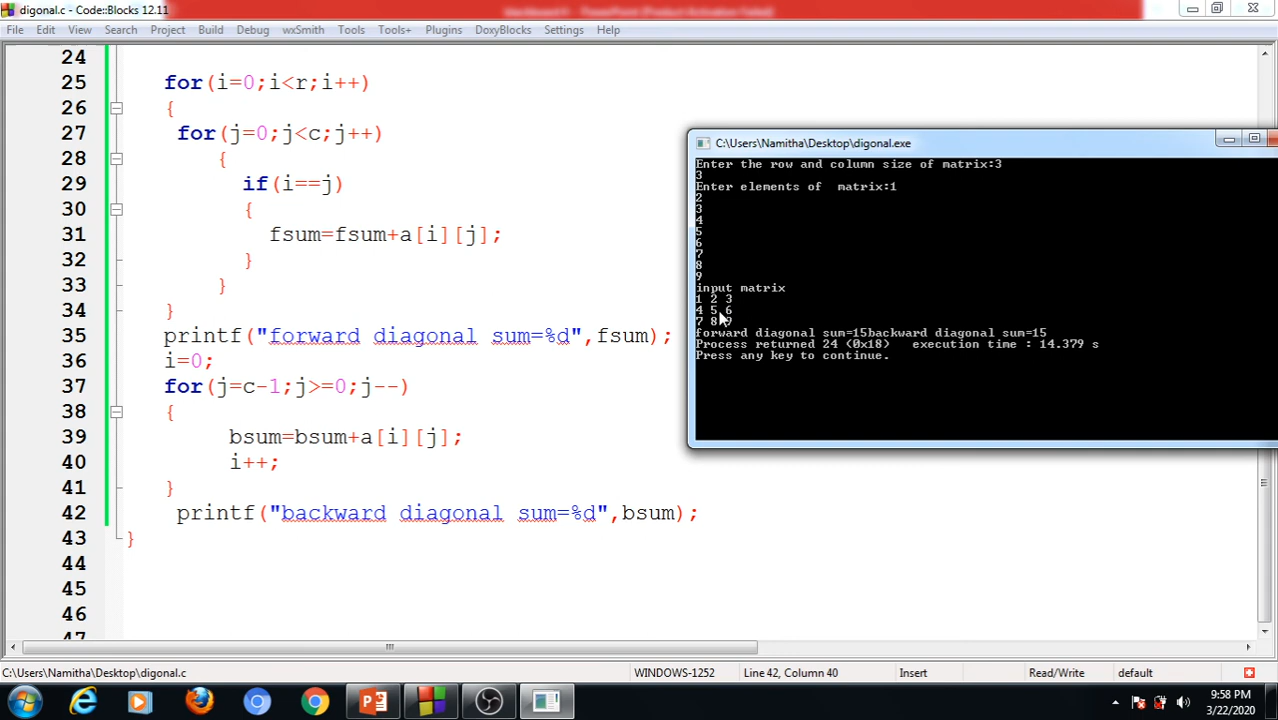 digonal.c - Code::Blocks 12.11
File Edit View Search Project Build Debug wxSmith Tools Tools+ Plugins DoxyBlocks Settings Help
24
25 for(i=0;i<r;i++)
26 {
27 for(j=0;j<c;j++)
28 {
29 if(i==j)
30 {
31 fsum=fsum+a[i][j];
32 }
33 }
34 }
35 printf("forward diagonal sum=%d",fsum);
36 i=0;
37 for(j=c-1;j>=0;j--)
38 {
39 bsum=bsum+a[i][j];
40 i++;
41 }
42 printf("backward diagonal sum=%d",bsum);
43 }
44
45
46
47
C:\Users\Namitha\Desktop\digonal.exe
Enter the row and column size of matrix:3
3
Enter elements of  matrix:1
2
3
4
5
6
7
8
9
input matrix
1 2 3
4 5 6
7 8 9
forward diagonal sum=15backward diagonal sum=15
Process returned 24 (0x18)   execution time : 14.379 s
Press any key to continue.
C:\Users\Namitha\Desktop\digonal.c WINDOWS-1252 Line 42, Column 40 Insert Read/Write default
9:58 PM
3/22/2020